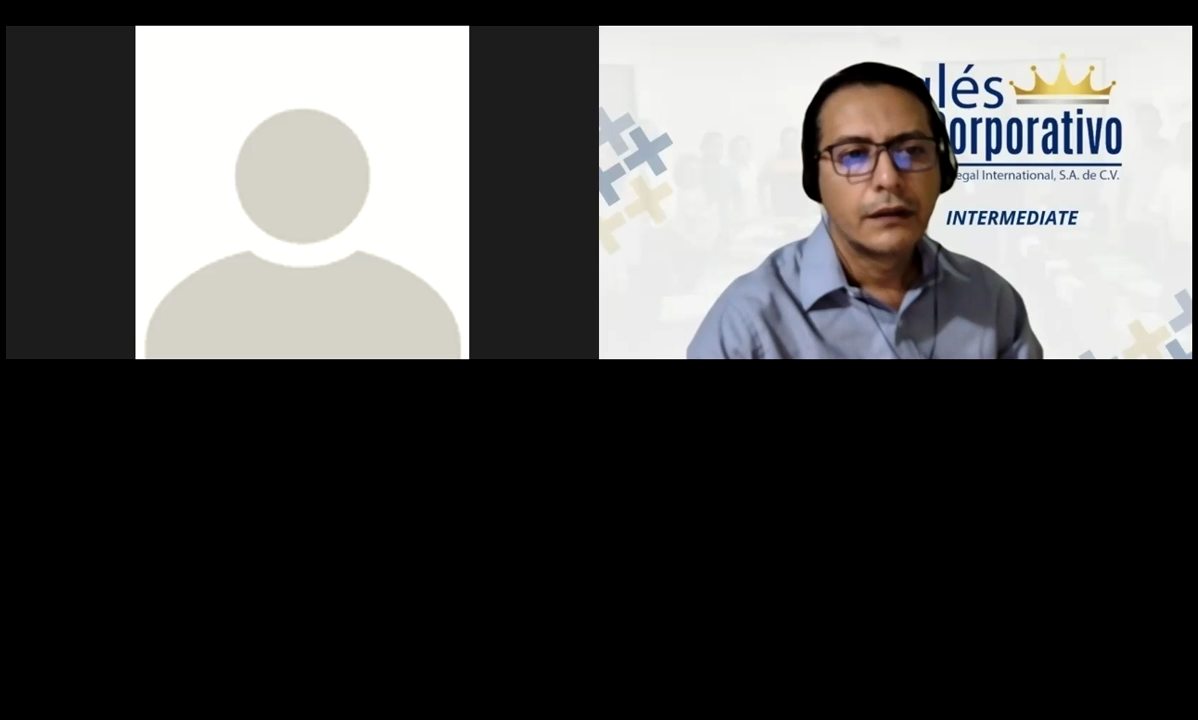 lés
orporativo
egal International, S.A. de C.V.
INTERMEDIATE